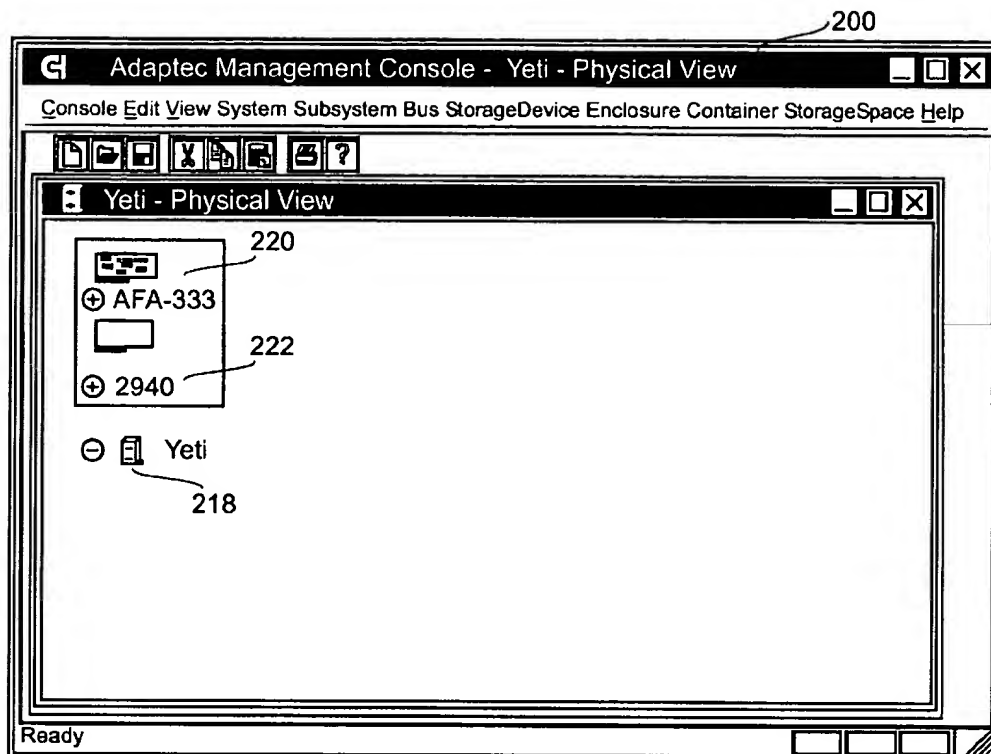 200
Adaptec Management Console - Yeti - Physical View
Console Edit View System Subsystem Bus StorageDevice Enclosure Container StorageSpace Help
?
Yeti - Physical View
220
AFA-333
222
2940
Yeti
218
Ready